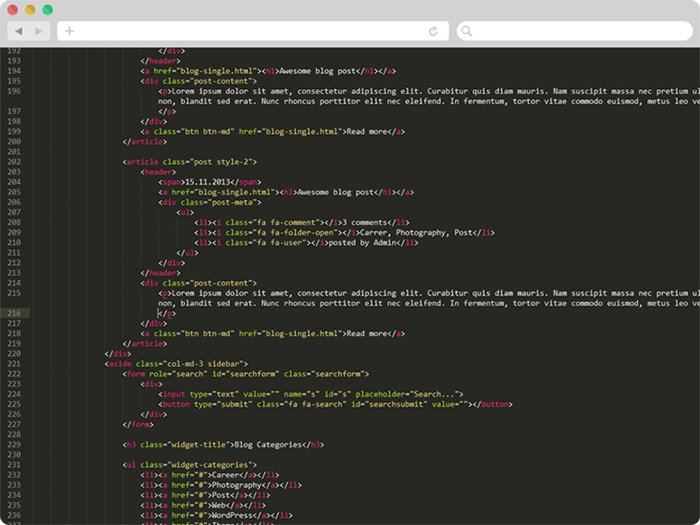 192 </div>
193 </header>
194 <a href="blog-single.html"><h1>Awesome blog post</h1></a>
195 <div class="post-content">
196 <p>Lorem ipsum dolor sit amet, consectetur adipiscing elit. Curabitur quis diam mauris. Nam suscipit massa nec pretium ul
non, blandit sed erat. Nunc rhoncus porttitor elit nec eleifend. In fermentum, tortor vitae commodo euismod, metus leo v
197 </p>
198 </div>
199 <a class="btn btn-md" href="blog-single.html">Read more</a>
200 </article>
201
202 <article class="post style-2">
203 <header>
204 <span>15.11.2013</span>
205 <a href="blog-single.html"><h1>Awesome blog post</h1></a>
206 <div class="post-meta">
207 <ul>
208 <li><i class="fa fa-comment"></i>3 comments</li>
209 <li><i class="fa fa-folder-open"></i>Carrer, Photography, Post</li>
210 <li><i class="fa fa-user"></i>posted by Admin</li>
211 </ul>
212 </div>
213 </header>
214 <div class="post-content">
215 <p>Lorem ipsum dolor sit amet, consectetur adipiscing elit. Curabitur quis diam mauris. Nam suscipit massa nec pretium ul
non, blandit sed erat. Nunc rhoncus porttitor elit nec eleifend. In fermentum, tortor vitae commodo euismod, metus leo ve
216 </p>
217 </div>
218 <a class="btn btn-md" href="blog-single.html">Read more</a>
219 </article>
220 </div>
221 <aside class="col-md-3 sidebar">
222 <form role="search" id="searchform" class="searchform">
223 <div>
224 <input type="text" value="" name="s" id="s" placeholder="Search...">
225 <button type="submit" class="fa fa-search" id="searchsubmit" value=""></button>
226 </div>
227 </form>
228
229 <h3 class="widget-title">Blog Categories</h3>
230
231 <ul class="widget-categories">
232 <li><a href="#">Career</a></li>
233 <li><a href="#">Photography</a></li>
234 <li><a href="#">Post</a></li>
235 <li><a href="#">Web</a></li>
236 <li><a href="#">WordPress</a></li>
237 <li><a href="#">Theme</a></li>